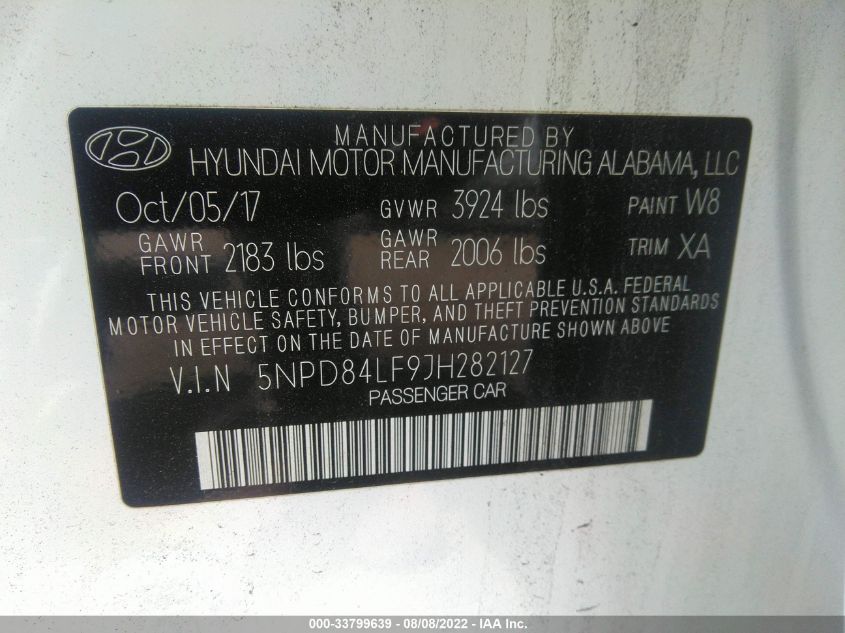 MANUFACTURED BY
HYUNDAI MOTOR MANUFACTURING ALABAMA, LLC
Oct/05/17 GVWR 3924 lbs PAINT W8
GAWR FRONT 2183 lbs GAWR REAR 2006 lbs TRIM XA
THIS VEHICLE CONFORMS TO ALL APPLICABLE U.S.A. FEDERAL
MOTOR VEHICLE SAFETY, BUMPER, AND THEFT PREVENTION STANDARDS
IN EFFECT ON THE DATE OF MANUFACTURE SHOWN ABOVE
V.I.N 5NPD84LF9JH282127
PASSENGER CAR
000-33799639 - 08/08/2022 - IAA Inc.